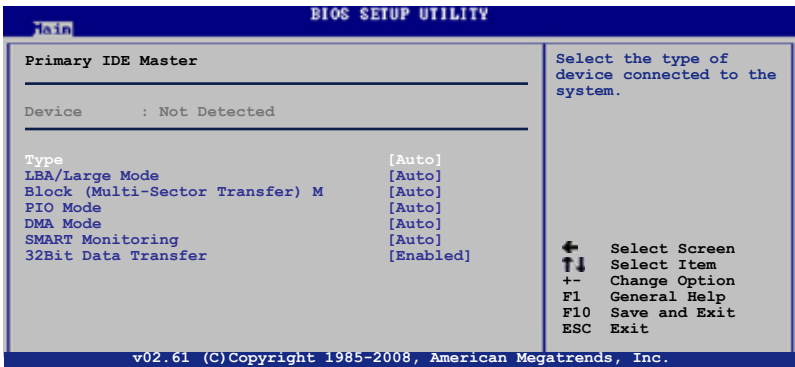 BIOS SETUP UTILITY
Main
Primary IDE Master
Device : Not Detected
Type [Auto]
LBA/Large Mode [Auto]
Block (Multi-Sector Transfer) M [Auto]
PIO Mode [Auto]
DMA Mode [Auto]
SMART Monitoring [Auto]
32Bit Data Transfer [Enabled]
Select the type of
device connected to the
system.
Select Screen
Select Item
+- Change Option
F1 General Help
F10 Save and Exit
ESC Exit
v02.61 (C)Copyright 1985-2008, American Megatrends, Inc.